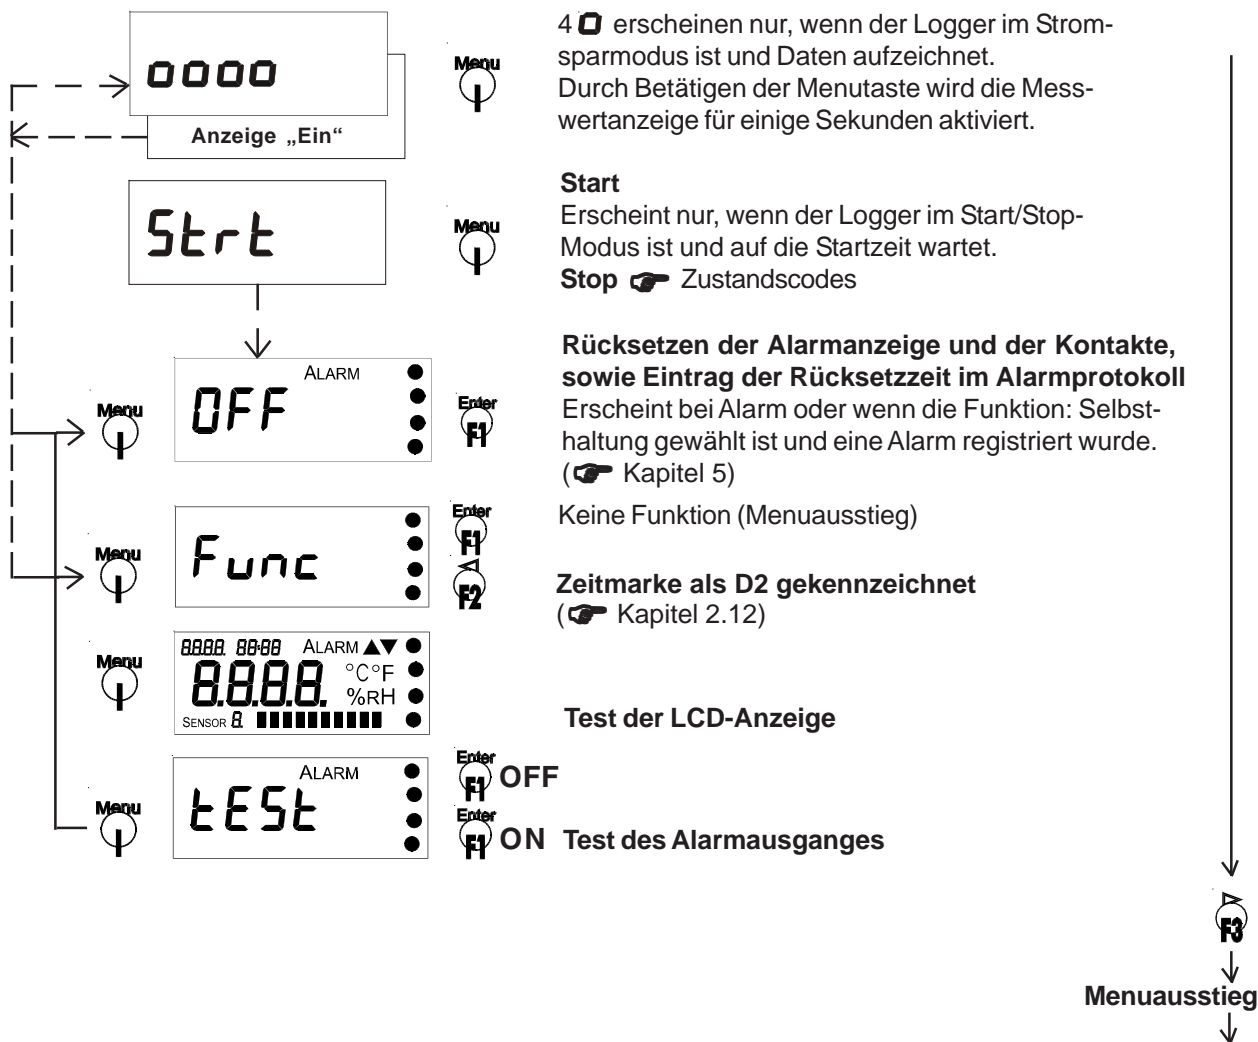 oooo
Anzeige „Ein“
Menu
4 o erscheinen nur, wenn der Logger im Strom-
sparmodus ist und Daten aufzeichnet.
Durch Betätigen der Menutaste wird die Mess-
wertanzeige für einige Sekunden aktiviert.
Strt
Menu
Start
Erscheint nur, wenn der Logger im Start/Stop-
Modus ist und auf die Startzeit wartet.
Stop ☞ Zustandscodes
Menu
ALARM
OFF
Enter
F1
Rücksetzen der Alarmanzeige und der Kontakte,
sowie Eintrag der Rücksetzzeit im Alarmprotokoll
Erscheint bei Alarm oder wenn die Funktion: Selbst-
haltung gewählt ist und eine Alarm registriert wurde.
(☞ Kapitel 5)
Menu
Func
Enter
F1
Keine Funktion (Menuausstieg)
F2
Zeitmarke als D2 gekennzeichnet
(☞ Kapitel 2.12)
Menu
8.8.8.8. 88:88 ALARM ▲▼
8.8.8.8. °C°F
%RH
SENSOR 8.
Test der LCD-Anzeige
Menu
ALARM
tESt
Enter
F1 OFF
Enter
F1 ON Test des Alarmausganges
F3
Menuausstieg